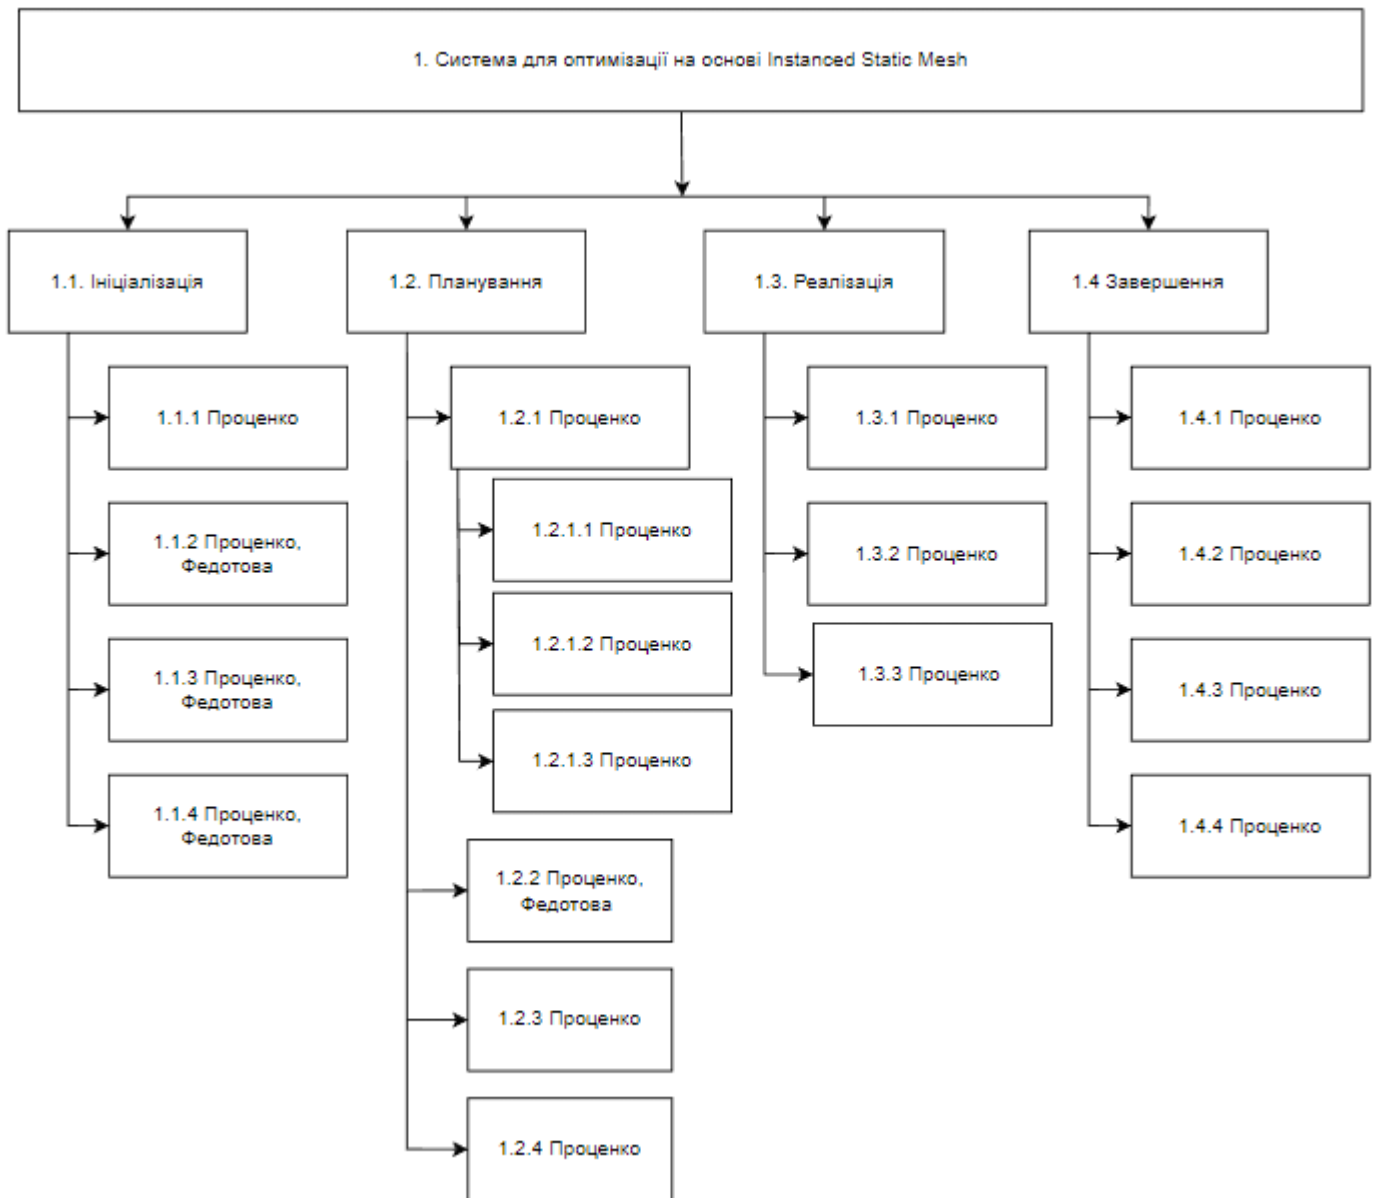 1. Система для оптимізації на основі Instanced Static Mesh
1.1. Ініціалісація
1.2. Планування
1.3. Реалісація
1.4 Завершення
1.1.1 Проценко
1.1.2 Проценко,
Федотова
1.1.3 Проценко,
Федотова
1.1.4 Проценко,
Федотова
1.2.1 Проценко
1.2.1.1 Проценко
1.2.1.2 Проценко
1.2.1.3 Проценко
1.2.2 Проценко,
Федотова
1.2.3 Проценко
1.2.4 Проценко
1.3.1 Проценко
1.3.2 Проценко
1.3.3 Проценко
1.4.1 Проценко
1.4.2 Проценко
1.4.3 Проценко
1.4.4 Проценко